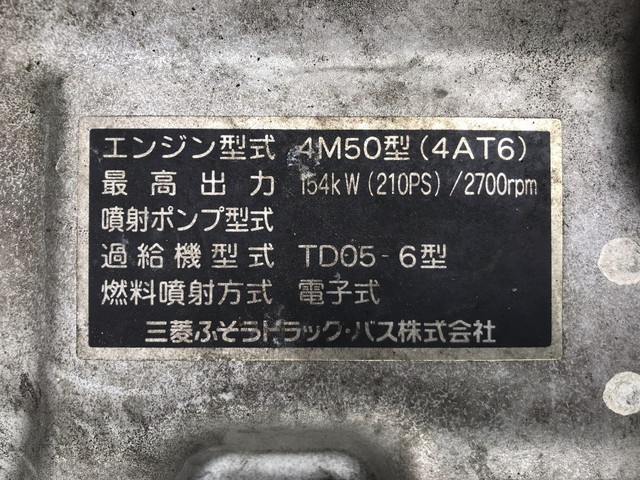 エンジン型式 4M50型(4AT6)
最高出力 154kW(210PS)/2700rpm
噴射ポンプ型式
過給機型式 TD05-6型
燃料噴射方式 電子式
三菱ふそうトラック・バス株式会社